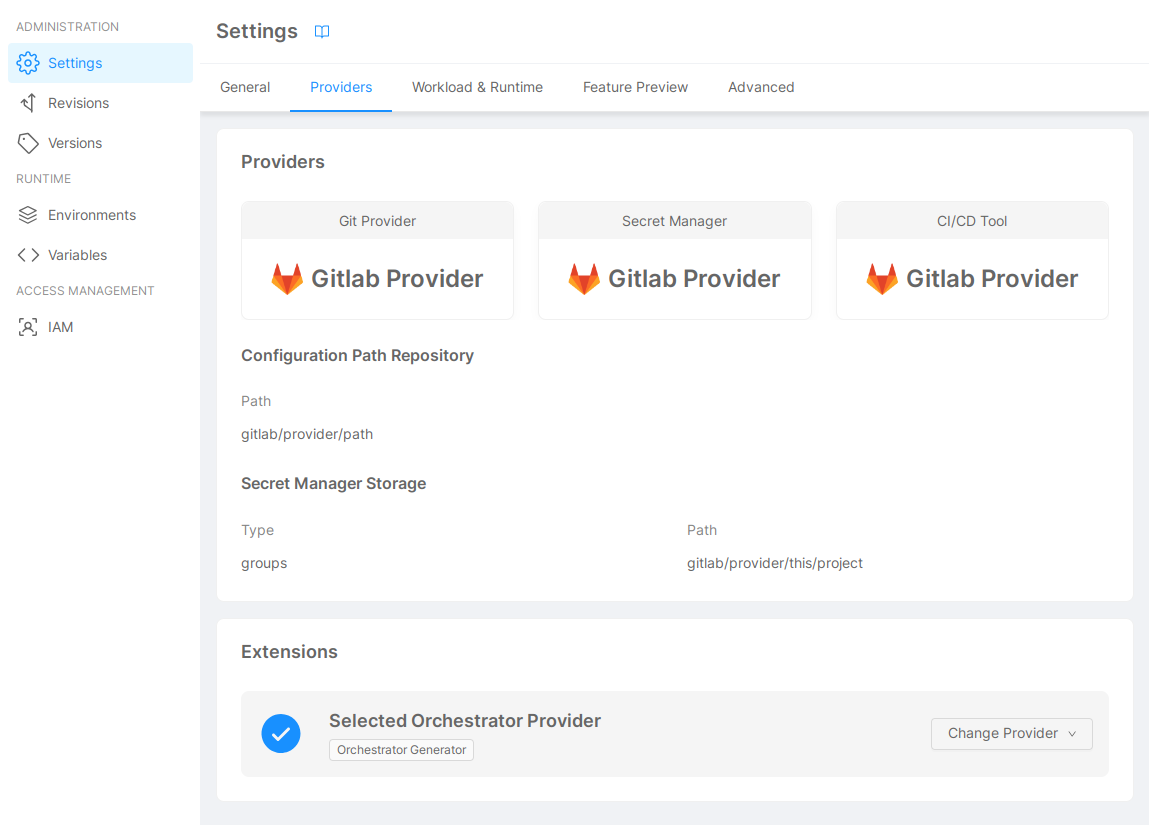 ADMINISTRATION
Settings
Revisions
Versions
RUNTIME
Environments
Variables
ACCESS MANAGEMENT
IAM
Settings
General Providers Workload & Runtime Feature Preview Advanced
Providers
Git Provider
Gitlab Provider
Secret Manager
Gitlab Provider
CI/CD Tool
Gitlab Provider
Configuration Path Repository
Path
gitlab/provider/path
Secret Manager Storage
Type
groups
Path
gitlab/provider/this/project
Extensions
Selected Orchestrator Provider
Orchestrator Generator
Change Provider